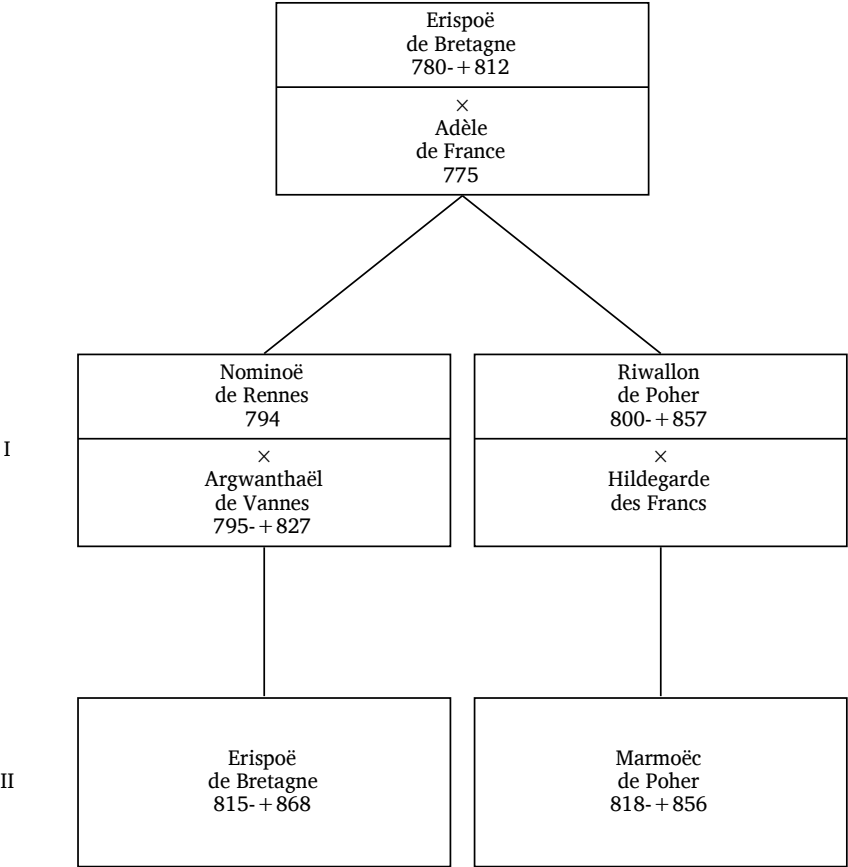 Erispoë
de Bretagne
780-+812
×
Adèle
de France
775
I
Nominoë
de Rennes
794
×
Argwanthaël
de Vannes
795-+827
Riwallon
de Poher
800-+857
×
Hildegarde
des Francs
II
Erispoë
de Bretagne
815-+868
Marmoëc
de Poher
818-+856